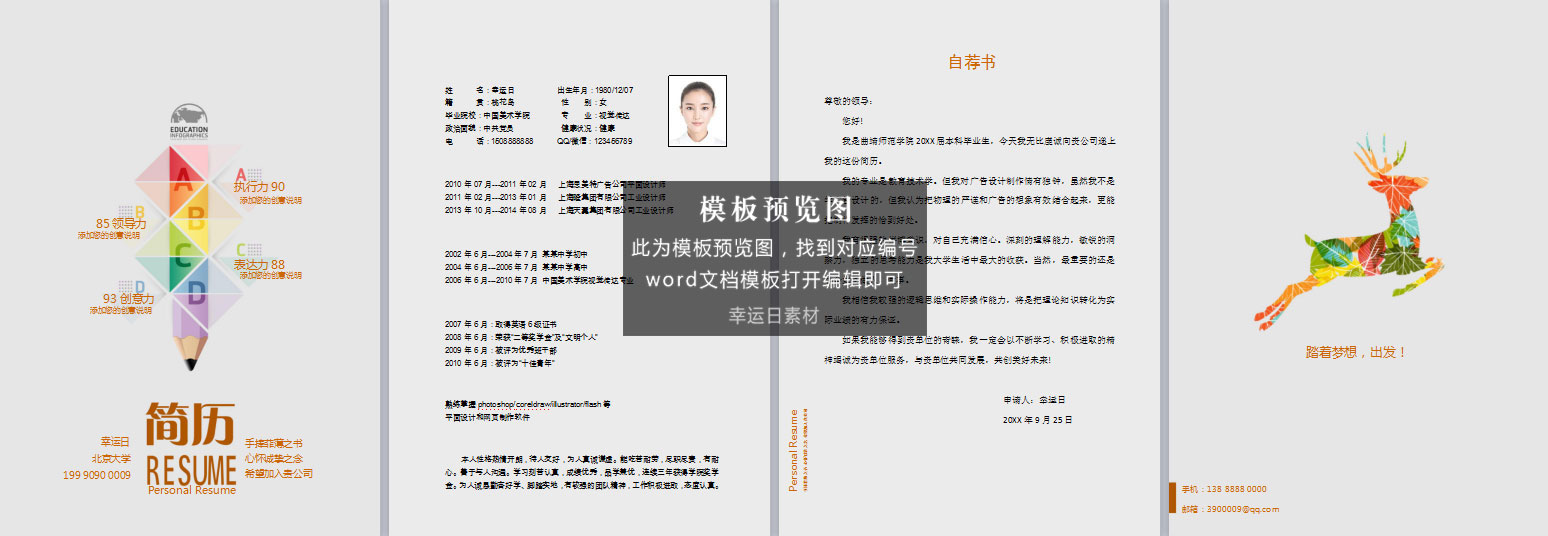 EDUCATION
INFOGRAPHICS
A
A
执行力 90
添加您的创意说明
B
B
85 领导力
添加您的创意说明
C
C
表达力 88
添加您的创意说明
D
D
93 创意力
添加您的创意说明
简历
RESUME
Personal Resume
幸运日
北京大学
199 9090 0009
手捧菲薄之书
心怀诚挚之念
希望加入贵公司
姓 名：幸运日 出生年月：1980/12/07
籍 贯：桃花岛 性 别：女
毕业院校：中国美术学院 专 业：视觉传达
政治面貌：中共党员 健康状况：健康
电 话：1508888888 QQ/微信：123456789
2010 年 07 月---2011 年 02 月 上海思美特广告公司平面设计师
2011 年 02 月---2013 年 01 月 上海隆集团有限公司工业设计师
2013 年 10 月---2014 年 08 月 上海天翼集团有限公司工业设计师
2002 年 6 月---2004 年 7 月 某某中学初中
2004 年 6 月---2006 年 7 月 某某中学高中
2006 年 6 月---2010 年 7 月 中国美术学院视觉传达专业
2007 年 6 月：取得英语 6 级证书
2008 年 6 月：荣获"二等奖学金"及"文明个人"
2009 年 6 月：被评为优秀班干部
2010 年 6 月：被评为"十佳青年"
熟练掌握 photoshop/coreldraw/illustrator/flash 等
平面设计和网页制作软件
本人性格热情开朗，待人友好，为人真诚谦虚。能吃苦耐劳，尽职尽责，有耐
心。善于与人沟通。学习刻苦认真，成绩优秀，品学兼优，连续三年获得学院奖学
金。为人诚恳勤奋好学、脚踏实地，有较强的团队精神，工作积极进取，态度认真。
自荐书
尊敬的领导：
您好！
我是曲靖师范学院 20XX 届本科毕业生，今天我无比虔诚向贵公司递上
我的这份简历。
我的专业是教育技术学。但我对广告设计制作情有独钟，虽然我不是
设计的，但我认为把物理的严谨和广告的想象有效结合起来，更能
发挥的恰到好处。
识，对自己充满信心。深刻的理解能力，敏锐的洞
察力，独立的思考能力是我大学生活中最大的收获。当然，最重要的还是
我相信我较强的逻辑思维和实际操作能力，将是把理论知识转化为实
际业绩的有力保证。
如果我能够得到贵单位的青睐，我一定会以不断学习、积极进取的精
神竭诚为贵单位服务，与贵单位共同发展，共创美好未来！
申请人：幸运日
20XX 年 9 月 25 日
Personal Resume
模板预览图
此为模板预览图，找到对应编号
word文档模板打开编辑即可
幸运日素材
踏着梦想，出发！
手机：138 8888 0000
邮箱：3900009@qq.com